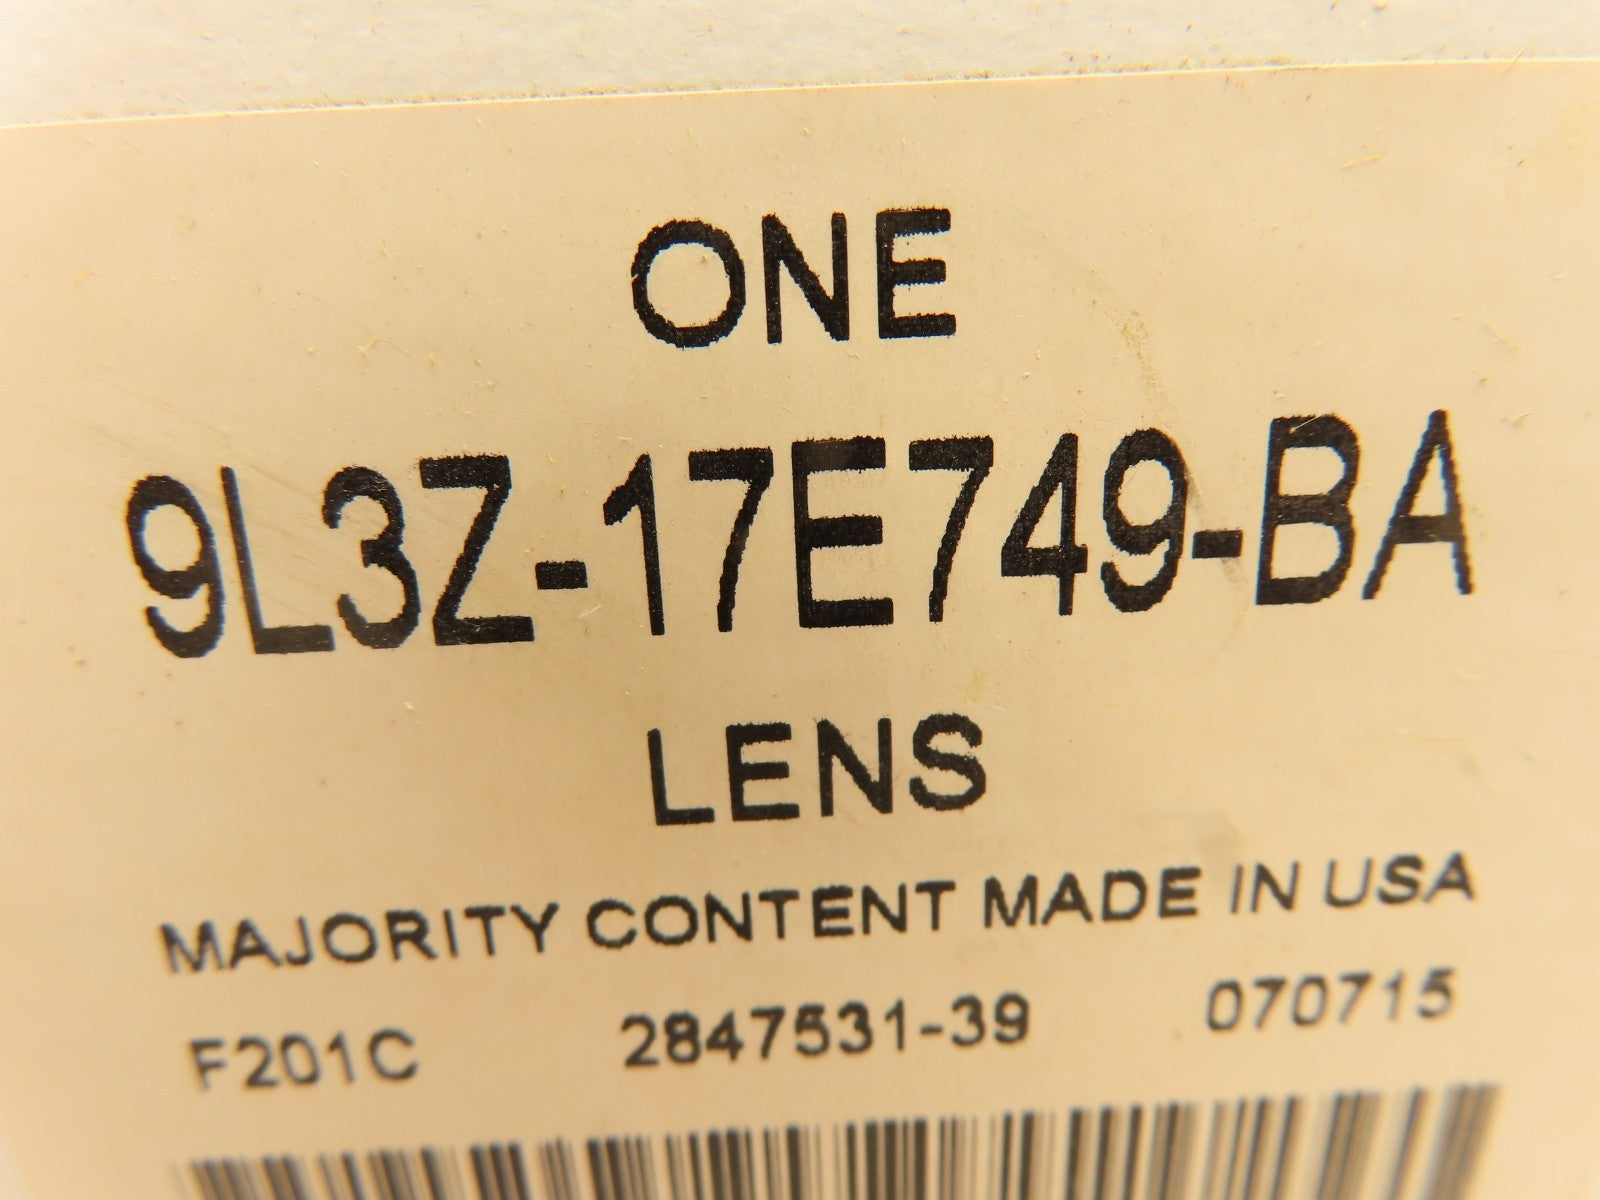 ONE
9L3Z-17E749-BA
LENS
MAJORITY CONTENT MADE IN USA
F201C 2847531-39 070715